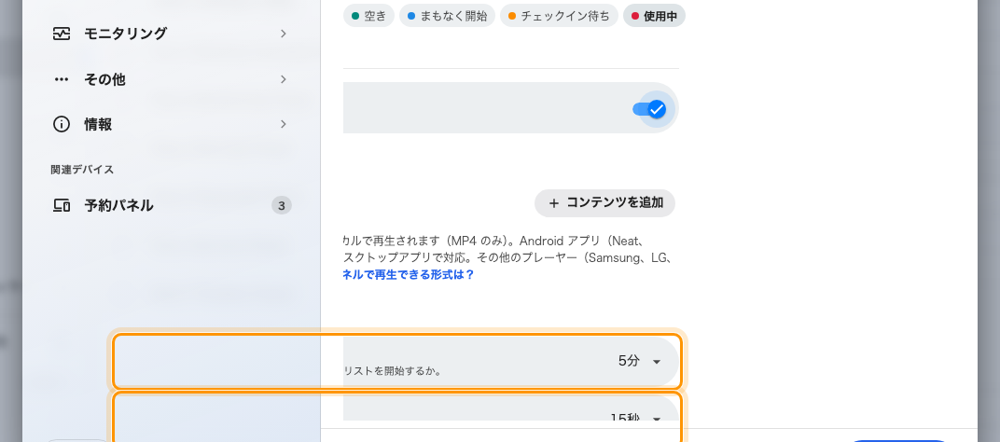 空き まもなく開始 チェックイン待ち 使用中
モニタリング
その他
情報
関連デバイス
予約パネル 3
+ コンテンツを追加
カルで再生されます（MP4 のみ）。Android アプリ（Neat、
スクトップアプリで対応。その他のプレーヤー（Samsung、LG、
ネルで再生できる形式は？
5分
リストを開始するか。
15秒